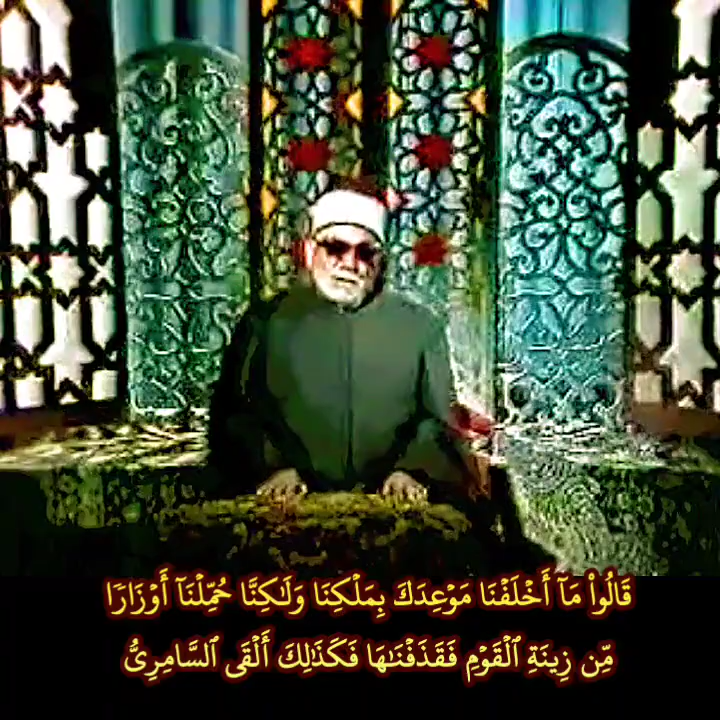 قَالُوا۟ مَآ أَخْلَفْنَا مَوْعِدَكَ بِمَلْكِنَا وَلَـٰكِنَّا حُمِّلْنَآ أَوْزَارًا
مِّن زِينَةِ ٱلْقَوْمِ فَقَذَفْنَـٰهَا فَكَذَٰلِكَ أَلْقَى ٱلسَّامِرِىُّ